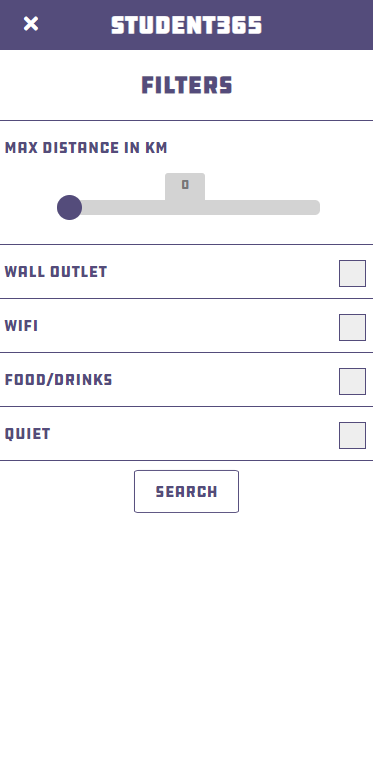 STUDENT365
FILTERS
MAX DISTANCE IN KM
0
WALL OUTLET
WIFI
FOOD/DRINKS
QUIET
SEARCH